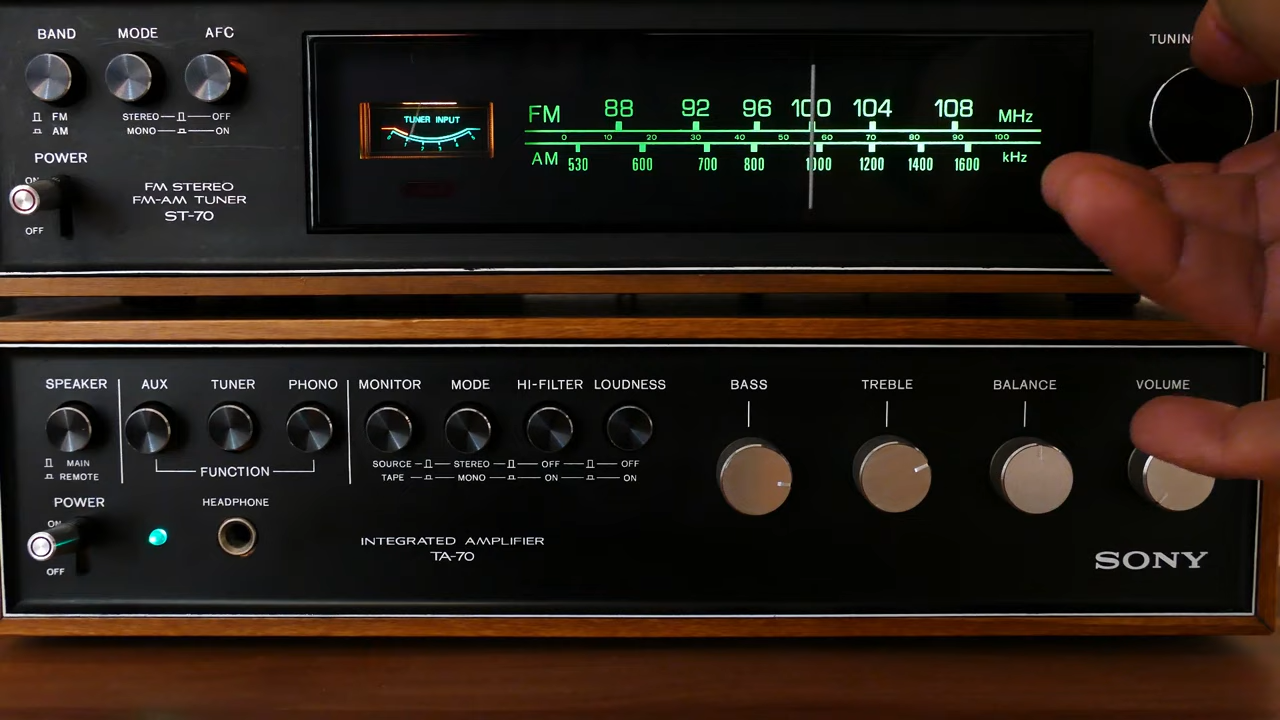 BAND MODE AFC
FM
AM
STEREO OFF
MONO ON
POWER
ON
OFF
FM STEREO
FM-AM TUNER
ST-70
TUNER INPUT
FM 88 92 96 100 104 108 MHz
0 10 20 30 40 50 60 70 80 90 100
AM 530 600 700 800 1000 1200 1400 1600 kHz
TUNING
SPEAKER AUX TUNER PHONO MONITOR MODE HI-FILTER LOUDNESS BASS TREBLE BALANCE VOLUME
MAIN
REMOTE
FUNCTION
SOURCE STEREO OFF OFF
TAPE MONO ON ON
POWER
ON
OFF
HEADPHONE
INTEGRATED AMPLIFIER
TA-70
SONY